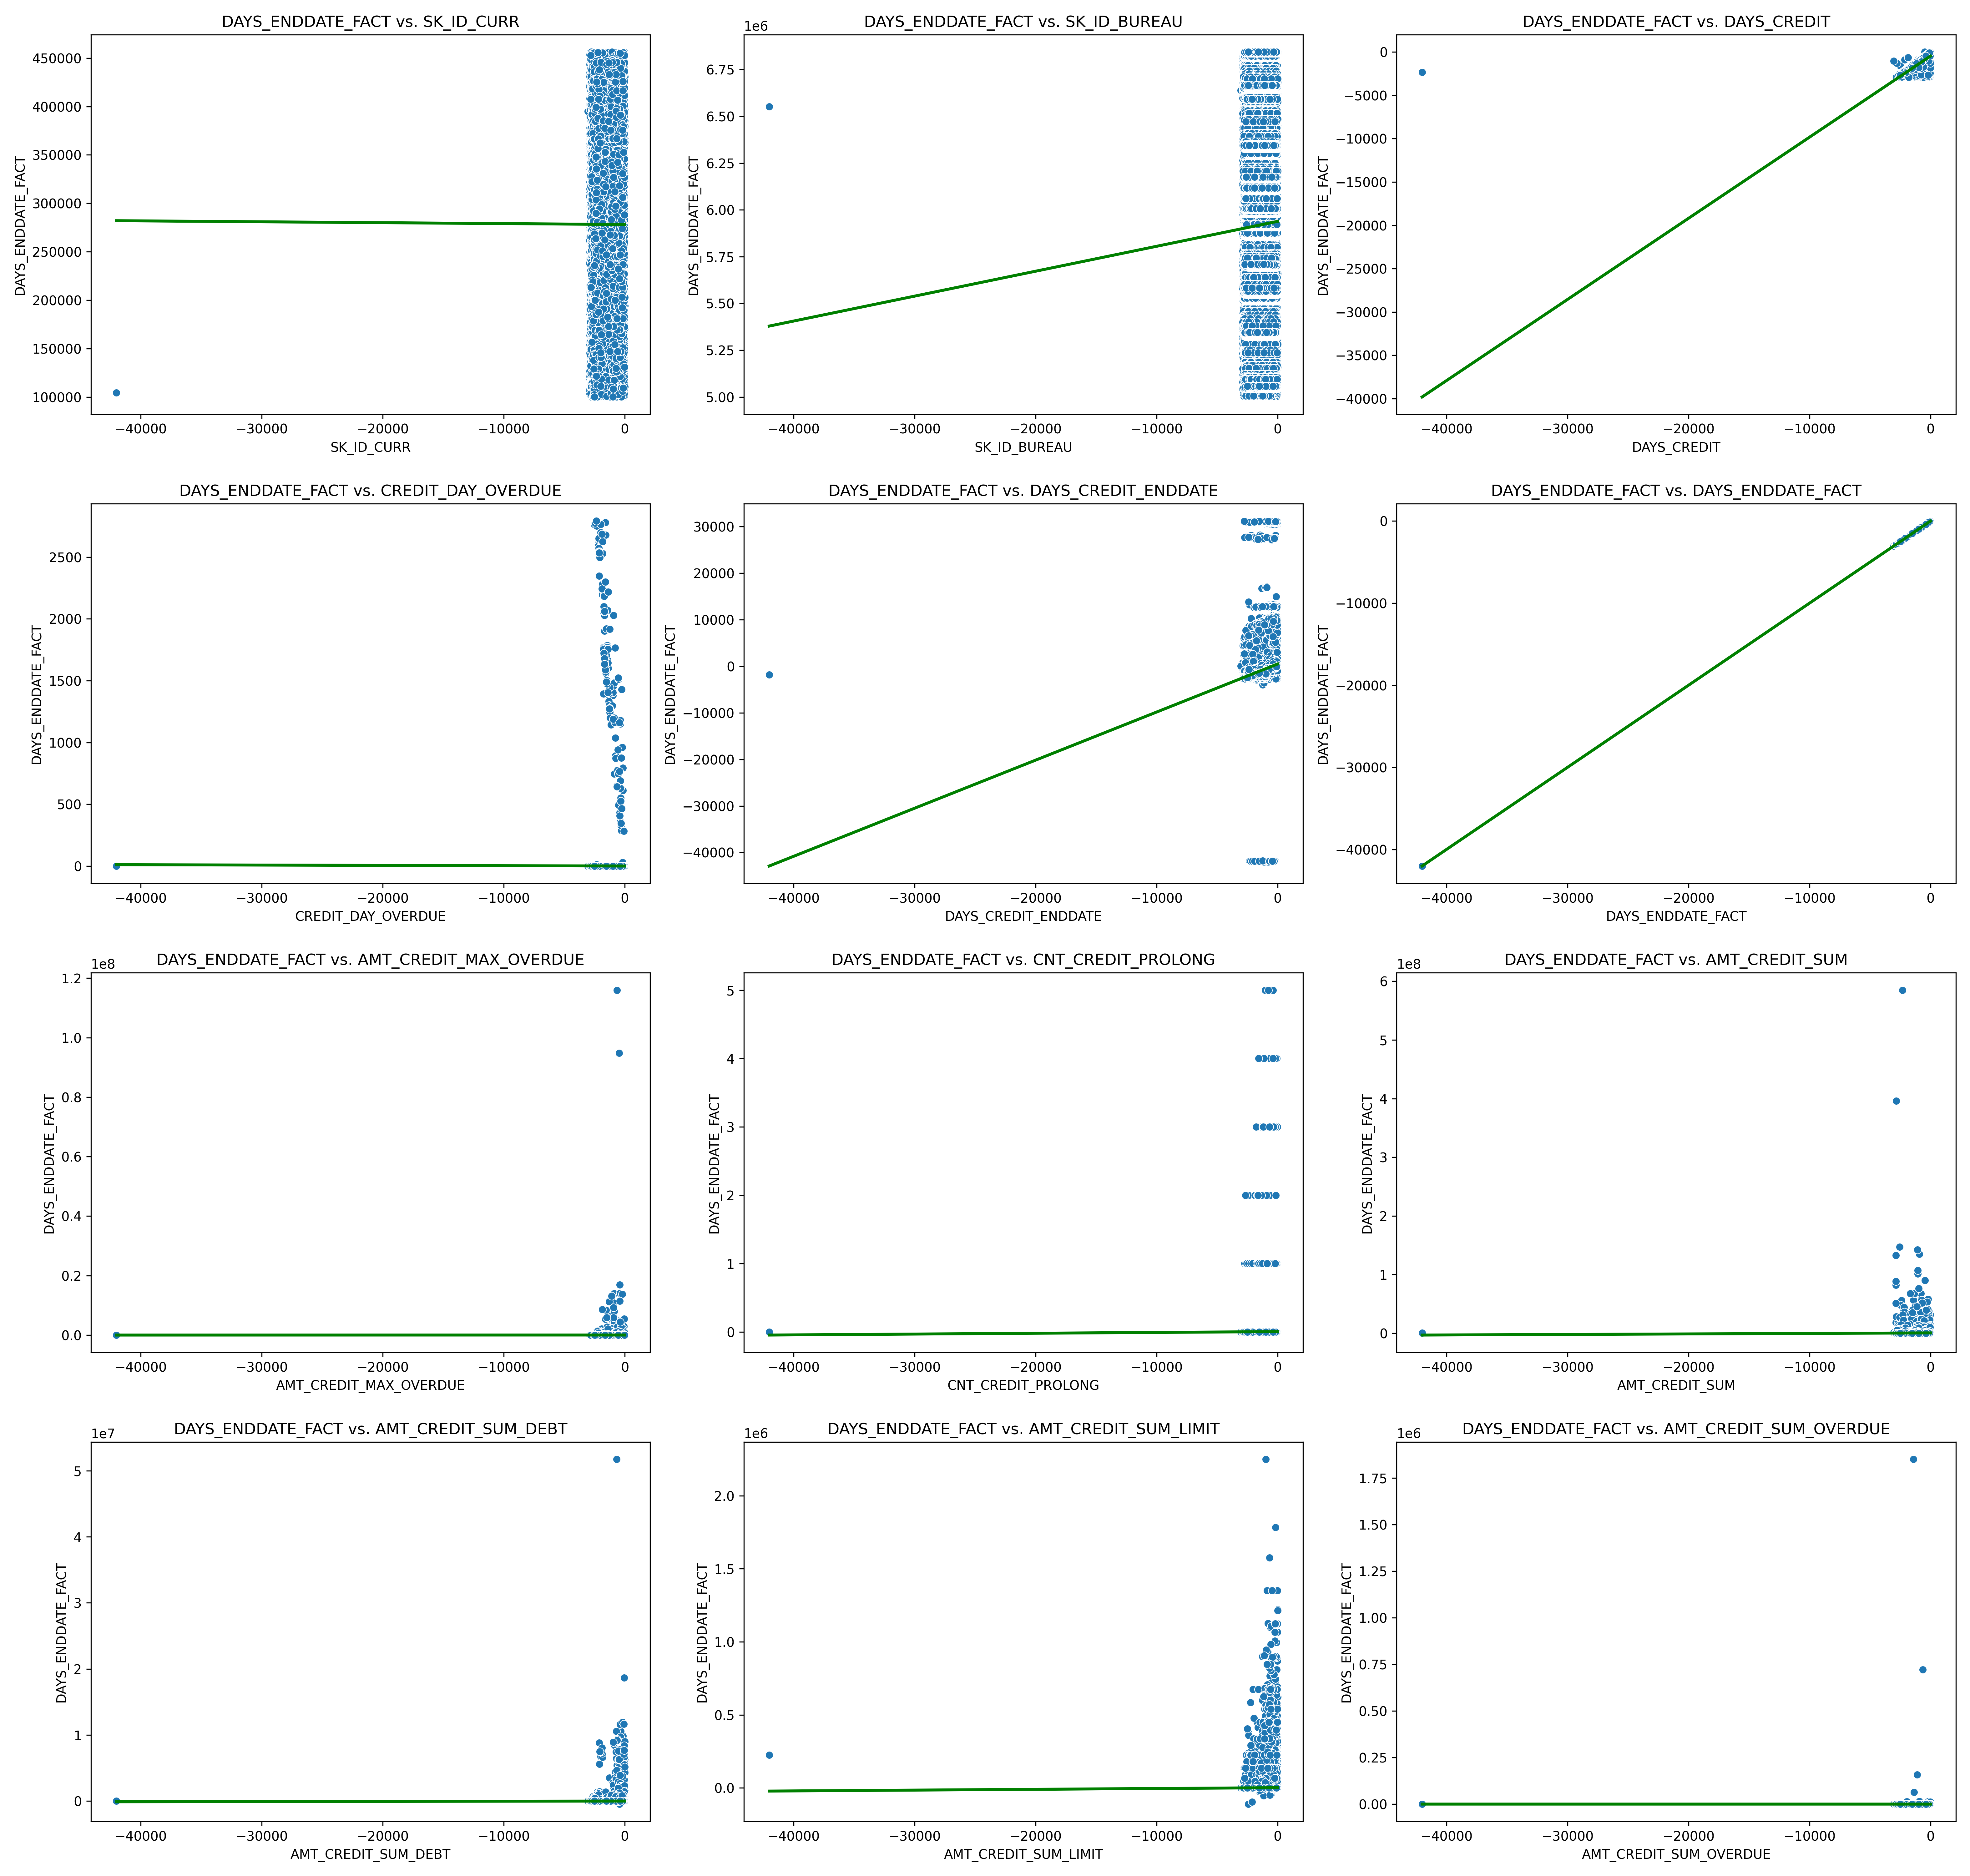 DAYS_ENDDATE_FACT vs. SK_ID_CURR
450000
400000
350000
300000
250000
200000
150000
100000
DAYS_ENDDATE_FACT
−40000 −30000 −20000 −10000 0
SK_ID_CURR
DAYS_ENDDATE_FACT vs. SK_ID_BUREAU
1e6
6.75
6.50
6.25
6.00
5.75
5.50
5.25
5.00
DAYS_ENDDATE_FACT
−40000 −30000 −20000 −10000 0
SK_ID_BUREAU
DAYS_ENDDATE_FACT vs. DAYS_CREDIT
0
−5000
−10000
−15000
−20000
−25000
−30000
−35000
−40000
DAYS_ENDDATE_FACT
−40000 −30000 −20000 −10000 0
DAYS_CREDIT
DAYS_ENDDATE_FACT vs. CREDIT_DAY_OVERDUE
2500
2000
1500
1000
500
0
DAYS_ENDDATE_FACT
−40000 −30000 −20000 −10000 0
CREDIT_DAY_OVERDUE
DAYS_ENDDATE_FACT vs. DAYS_CREDIT_ENDDATE
30000
20000
10000
0
−10000
−20000
−30000
−40000
DAYS_ENDDATE_FACT
−40000 −30000 −20000 −10000 0
DAYS_CREDIT_ENDDATE
DAYS_ENDDATE_FACT vs. DAYS_ENDDATE_FACT
0
−10000
−20000
−30000
−40000
DAYS_ENDDATE_FACT
−40000 −30000 −20000 −10000 0
DAYS_ENDDATE_FACT
DAYS_ENDDATE_FACT vs. AMT_CREDIT_MAX_OVERDUE
1e8
1.2
1.0
0.8
0.6
0.4
0.2
0.0
DAYS_ENDDATE_FACT
−40000 −30000 −20000 −10000 0
AMT_CREDIT_MAX_OVERDUE
DAYS_ENDDATE_FACT vs. CNT_CREDIT_PROLONG
5
4
3
2
1
0
DAYS_ENDDATE_FACT
−40000 −30000 −20000 −10000 0
CNT_CREDIT_PROLONG
DAYS_ENDDATE_FACT vs. AMT_CREDIT_SUM
1e8
6
5
4
3
2
1
0
DAYS_ENDDATE_FACT
−40000 −30000 −20000 −10000 0
AMT_CREDIT_SUM
DAYS_ENDDATE_FACT vs. AMT_CREDIT_SUM_DEBT
1e7
5
4
3
2
1
0
DAYS_ENDDATE_FACT
−40000 −30000 −20000 −10000 0
AMT_CREDIT_SUM_DEBT
DAYS_ENDDATE_FACT vs. AMT_CREDIT_SUM_LIMIT
1e6
2.0
1.5
1.0
0.5
0.0
DAYS_ENDDATE_FACT
−40000 −30000 −20000 −10000 0
AMT_CREDIT_SUM_LIMIT
DAYS_ENDDATE_FACT vs. AMT_CREDIT_SUM_OVERDUE
1e6
1.75
1.50
1.25
1.00
0.75
0.50
0.25
0.00
DAYS_ENDDATE_FACT
−40000 −30000 −20000 −10000 0
AMT_CREDIT_SUM_OVERDUE